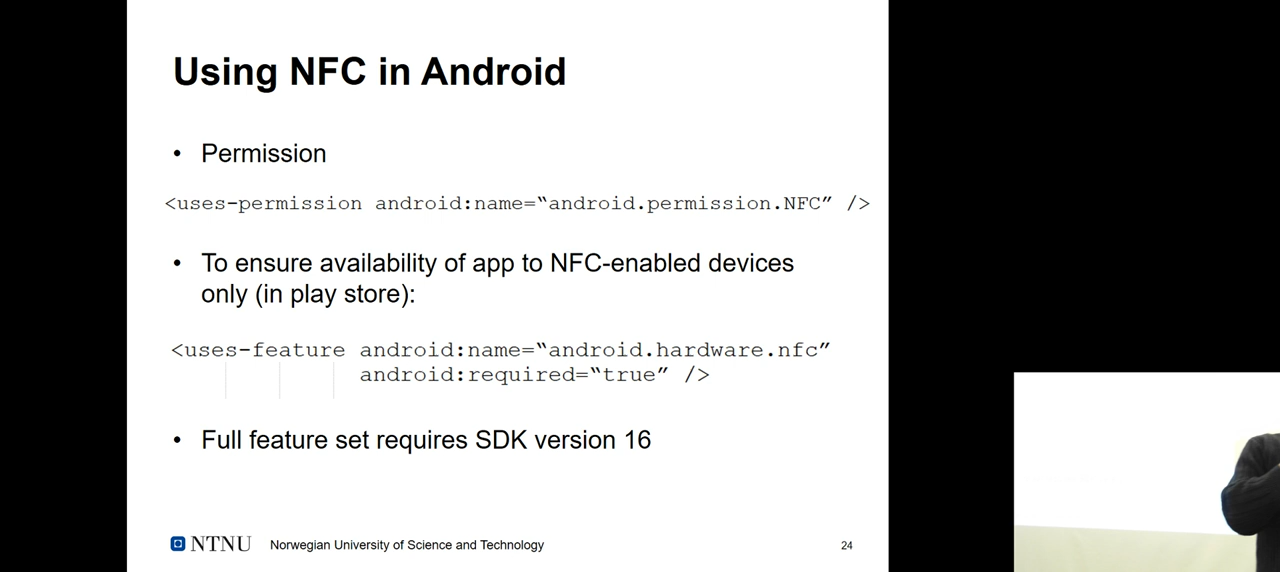 Using NFC in Android
• Permission
<uses-permission android:name=“android.permission.NFC” />
• To ensure availability of app to NFC-enabled devices
only (in play store):
<uses-feature android:name=“android.hardware.nfc”
android:required=“true” />
• Full feature set requires SDK version 16
NTNU Norwegian University of Science and Technology 24